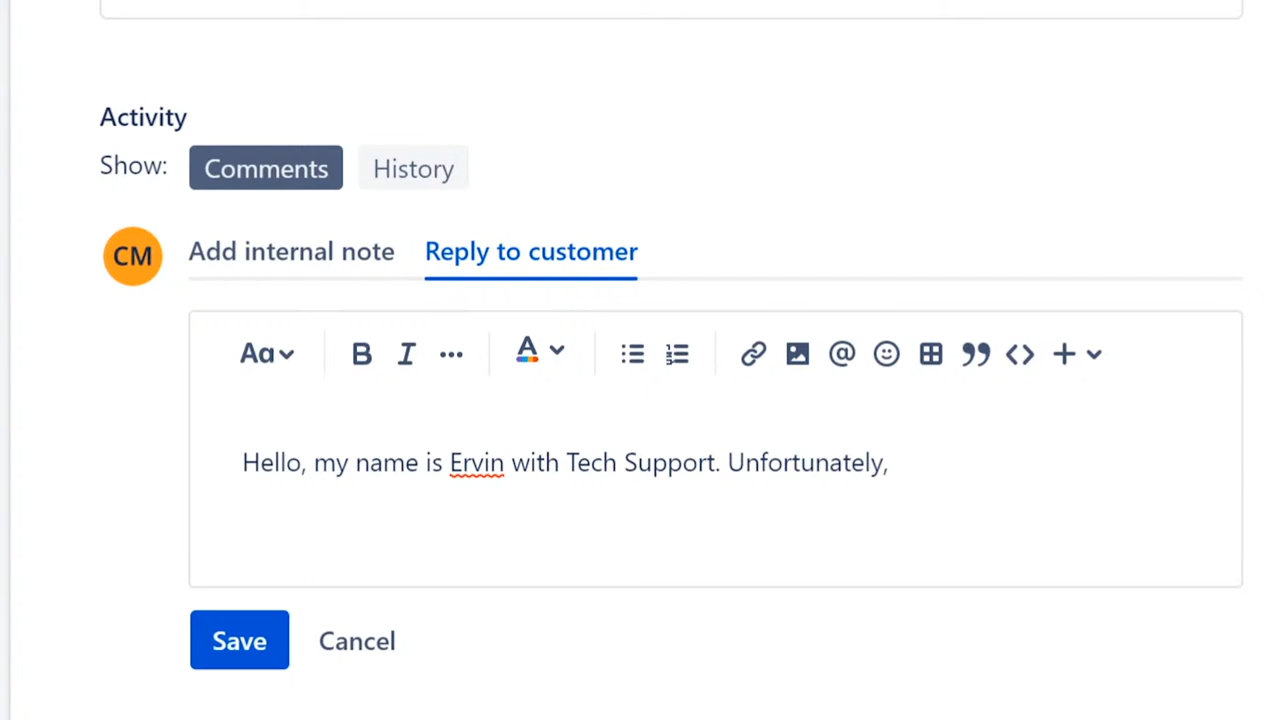 Activity
Show: Comments History
CM Add internal note Reply to customer
Aa B I ... A @
Hello, my name is Ervin with Tech Support. Unfortunately,
Save Cancel